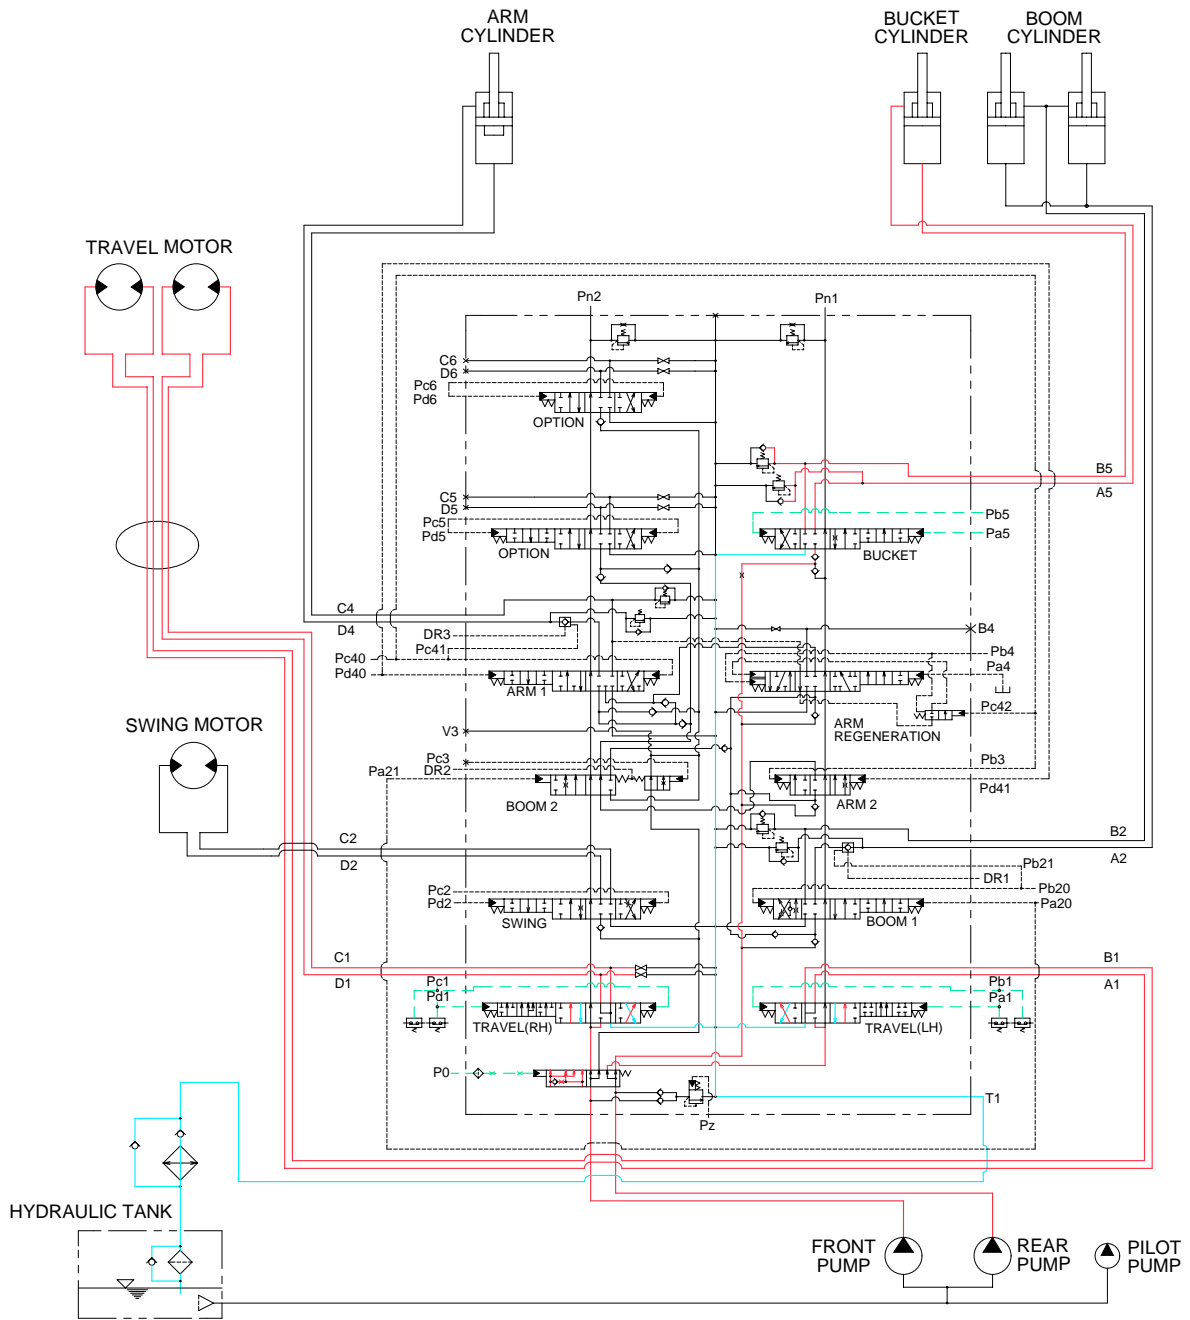 ARM
CYLINDER
BUCKET
CYLINDER
BOOM
CYLINDER
TRAVEL MOTOR
Pn2
Pn1
C6
D6
Pc6
Pd6
OPTION
B5
A5
C5
D5
Pc5
Pd5
OPTION
Pb5
Pa5
BUCKET
C4
D4
DR3
Pc41
Pc40
Pd40
ARM 1
B4
Pb4
Pa4
Pc42
ARM
REGENERATION
SWING MOTOR
V3
Pc3
DR2
Pa21
BOOM 2
Pb3
Pd41
ARM 2
C2
D2
B2
A2
Pb21
DR1
Pc2
Pd2
SWING
Pb20
Pa20
BOOM 1
C1
D1
B1
A1
Pc1
Pd1
TRAVEL(RH)
Pb1
Pa1
TRAVEL(LH)
P0
Pz
T1
HYDRAULIC TANK
FRONT
PUMP
REAR
PUMP
PILOT
PUMP